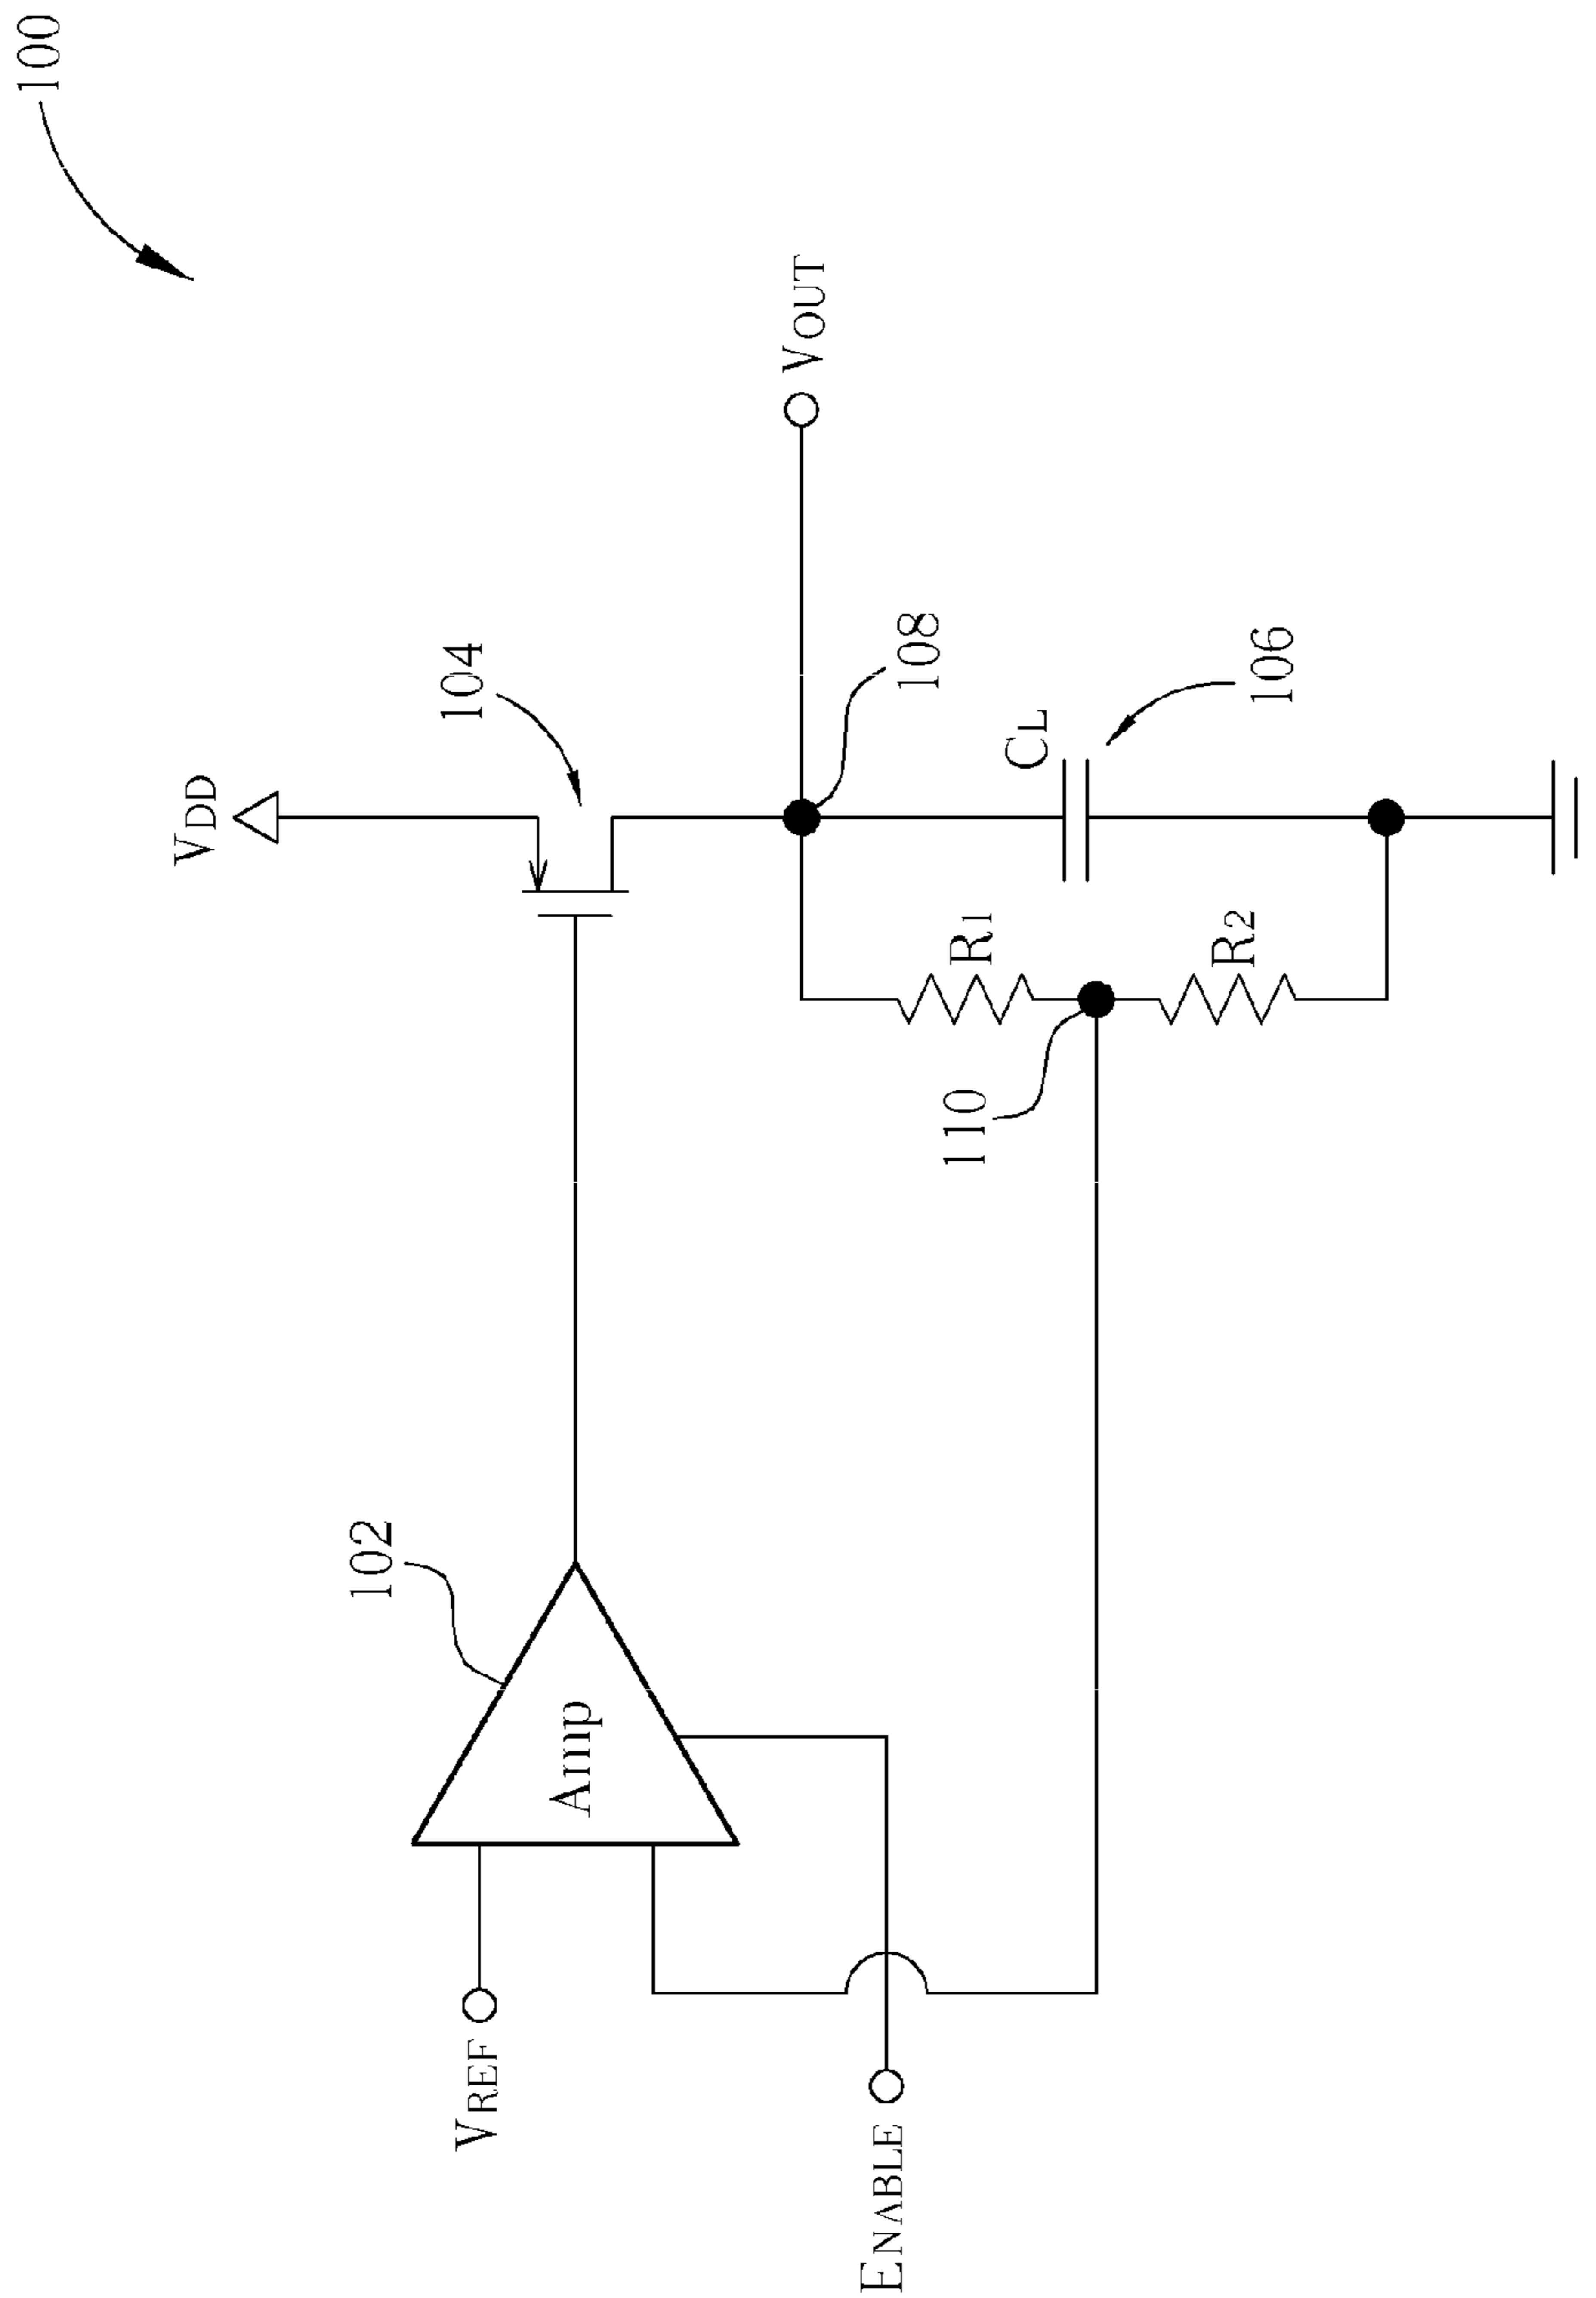 100
VDD
104
VOUT
108
CL
106
R1
R2
110
102
Amp
VREF
ENABLE